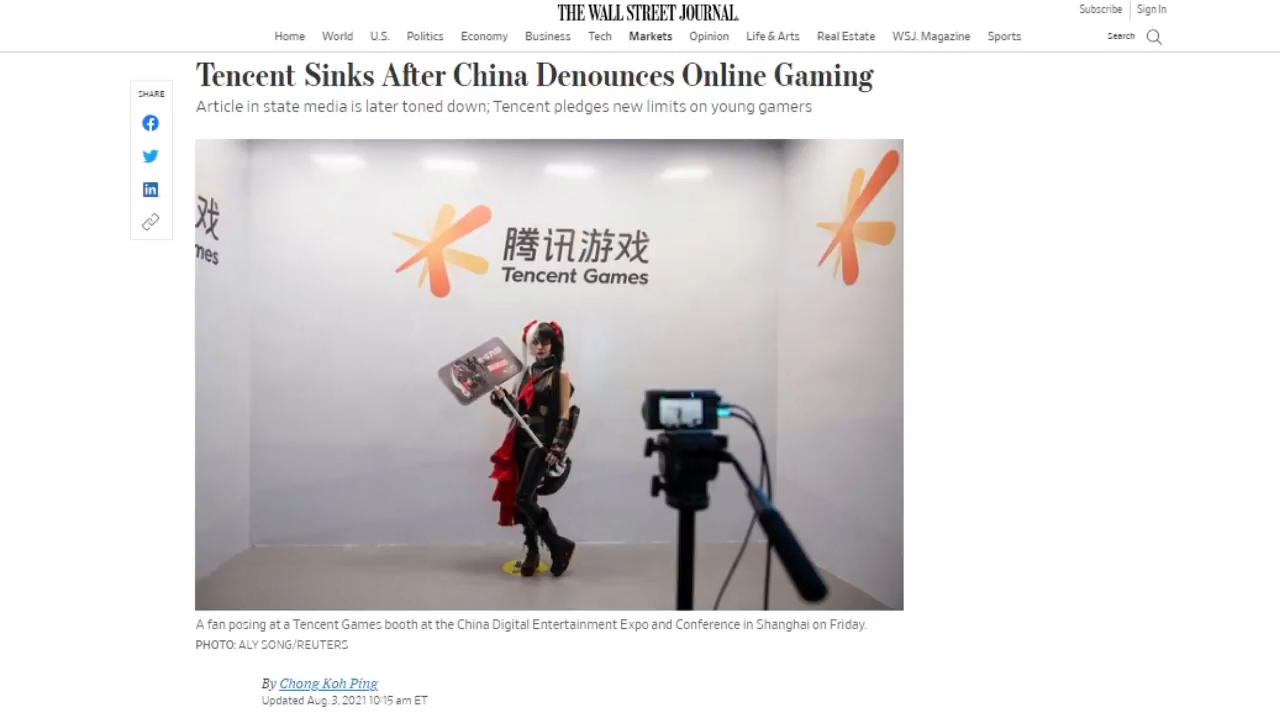 THE WALL STREET JOURNAL.
Subscribe Sign In
Home World U.S. Politics Economy Business Tech Markets Opinion Life & Arts Real Estate WSJ. Magazine Sports
Search
Tencent Sinks After China Denounces Online Gaming
Article in state media is later toned down; Tencent pledges new limits on young gamers
SHARE
in
戏
mes
腾讯游戏
Tencent Games
A fan posing at a Tencent Games booth at the China Digital Entertainment Expo and Conference in Shanghai on Friday.
PHOTO: ALY SONG/REUTERS
By Chong Koh Ping
Updated Aug. 3, 2021 10:15 am ET